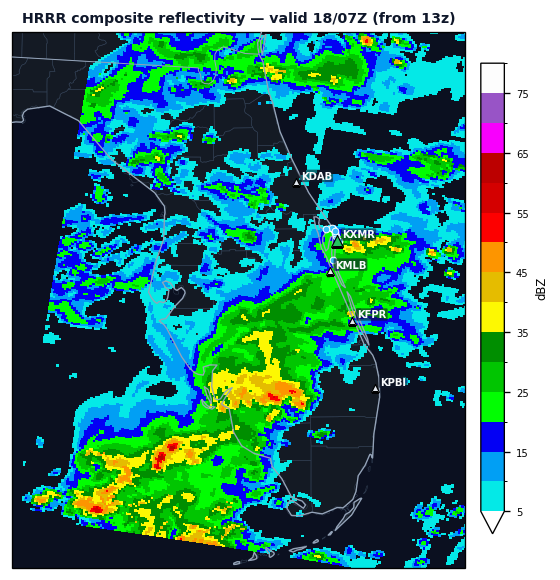 HRRR composite reflectivity — valid 18/07Z (from 13z)
KDAB
KXMR
KMLB
KFPR
KPBI
75
65
55
45
35
25
15
5
dBZ